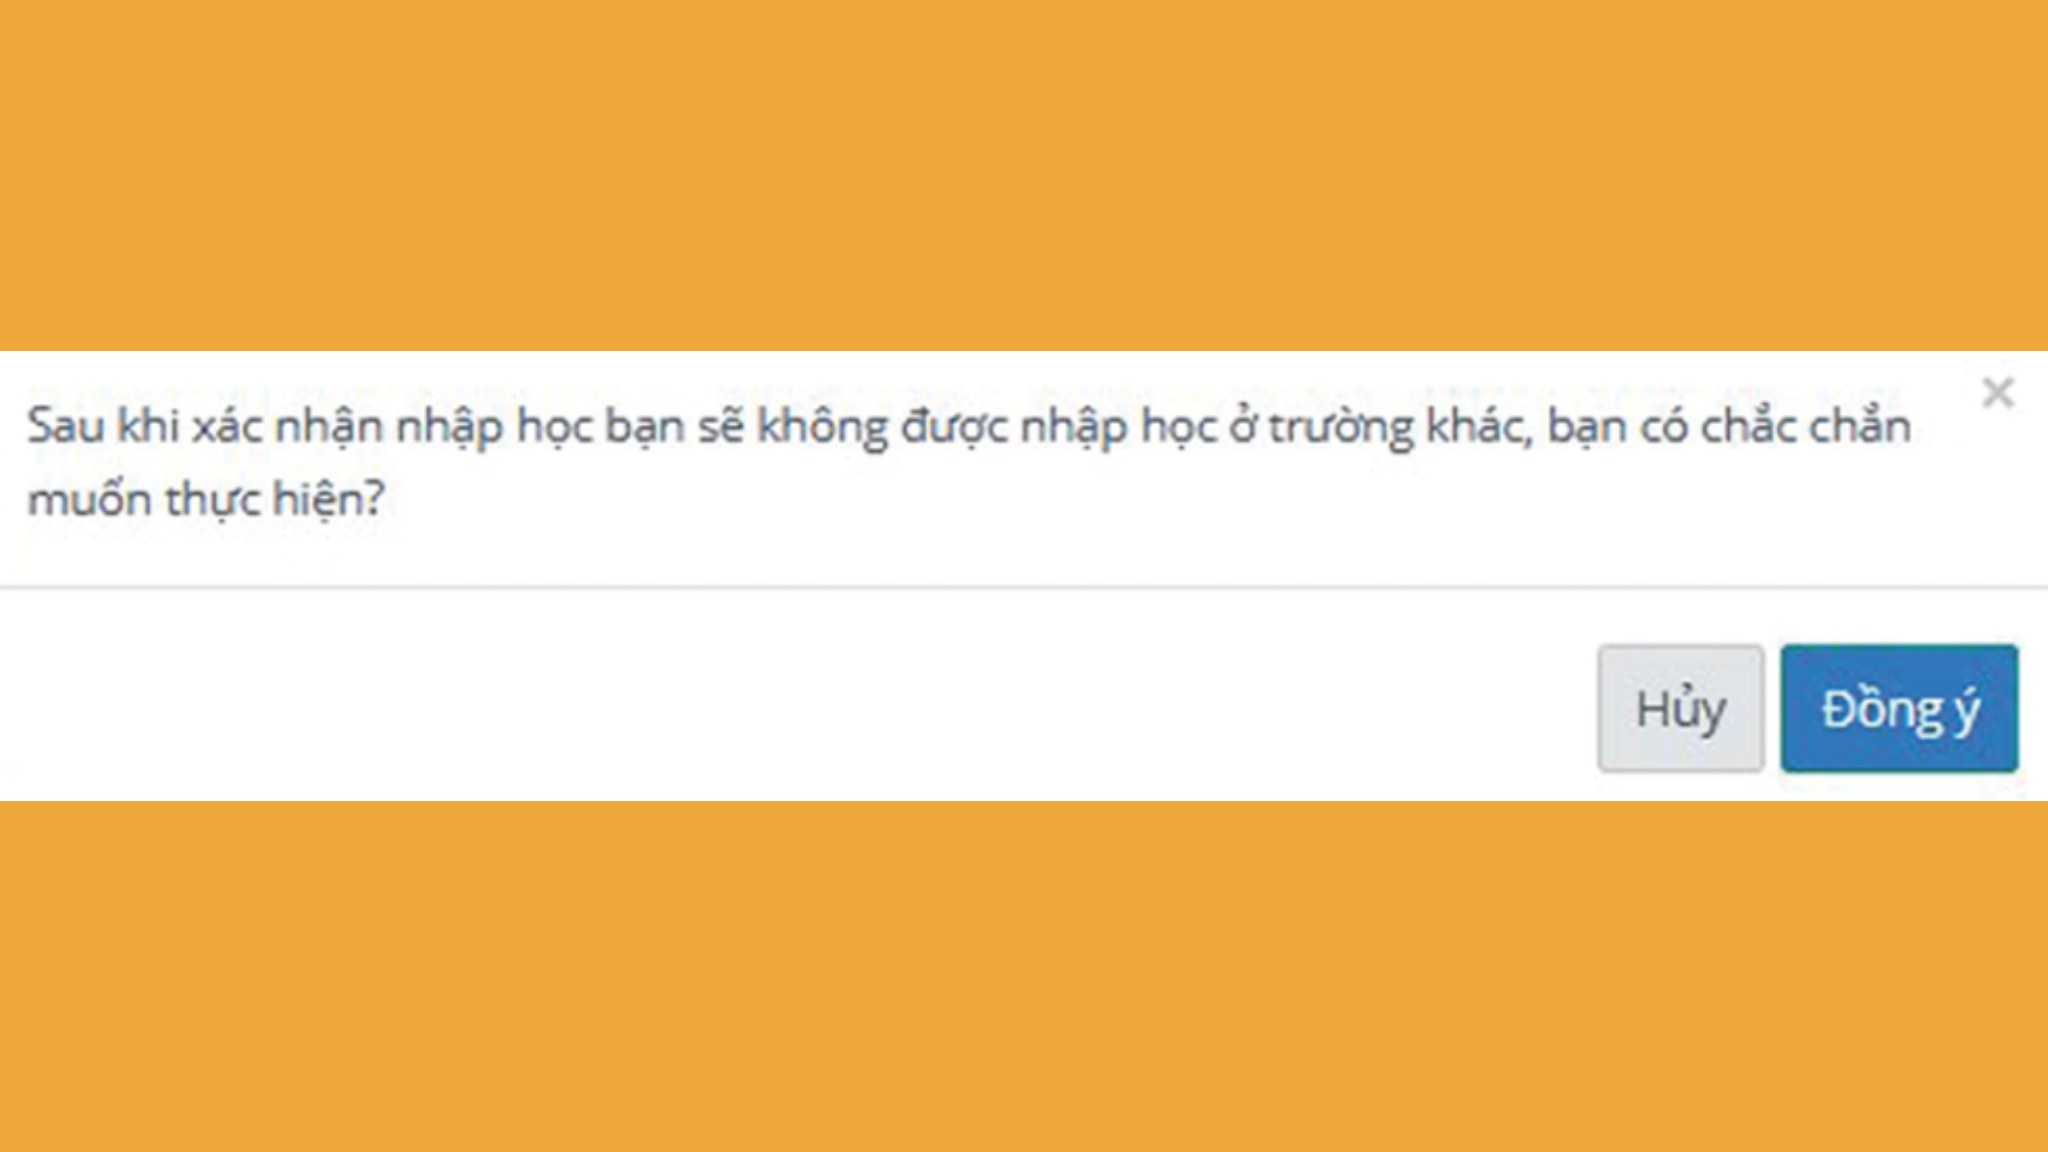 Sau khi xác nhận nhập học bạn sẽ không được nhập học ở trường khác, bạn có chắc chắn
muốn thực hiện?
Hủy
Đồng ý